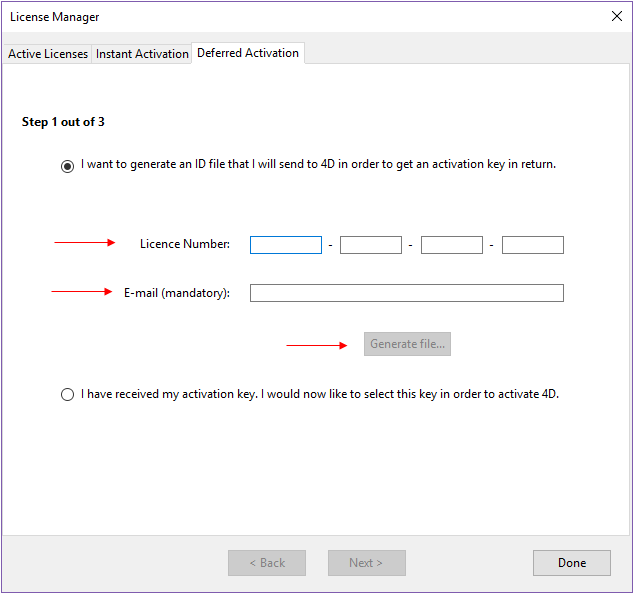 License Manager
Active Licenses Instant Activation Deferred Activation
Step 1 out of 3
I want to generate an ID file that I will send to 4D in order to get an activation key in return.
Licence Number: - - -
E-mail (mandatory):
Generate file...
I have received my activation key. I would now like to select this key in order to activate 4D.
< Back Next > Done